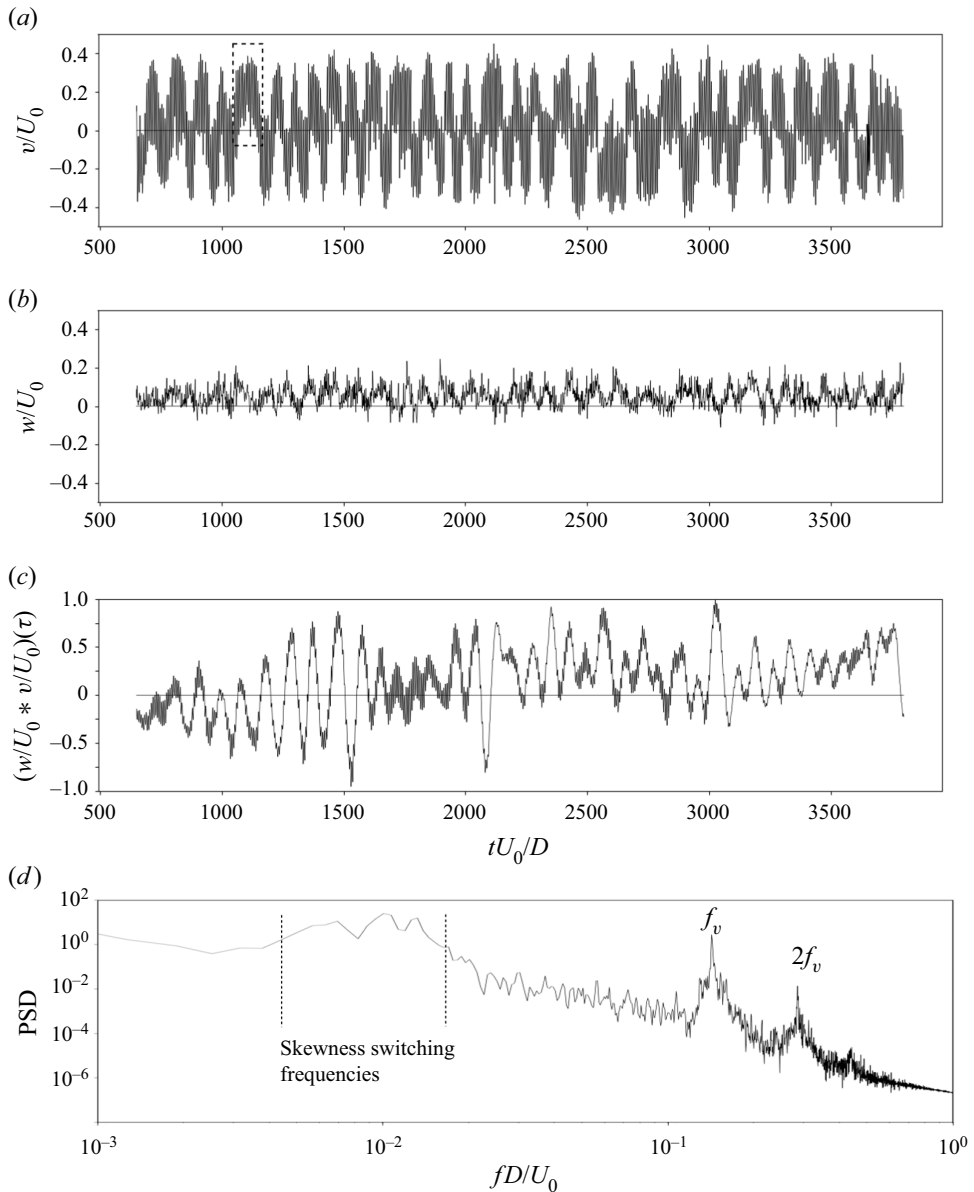 (a)
0.4
0.2
0
–0.2
–0.4
v/U0
500 1000 1500 2000 2500 3000 3500
(b)
0.4
0.2
0
–0.2
–0.4
w/U0
500 1000 1500 2000 2500 3000 3500
(c)
1.0
0.5
0
–0.5
–1.0
(w/U0 * v/U0)(τ)
500 1000 1500 2000 2500 3000 3500
tU0/D
(d)
10^2
10^0
10^–2
10^–4
10^–6
PSD
fv
2fv
Skewness switching
frequencies
10^–3 10^–2 10^–1 10^0
fD/U0